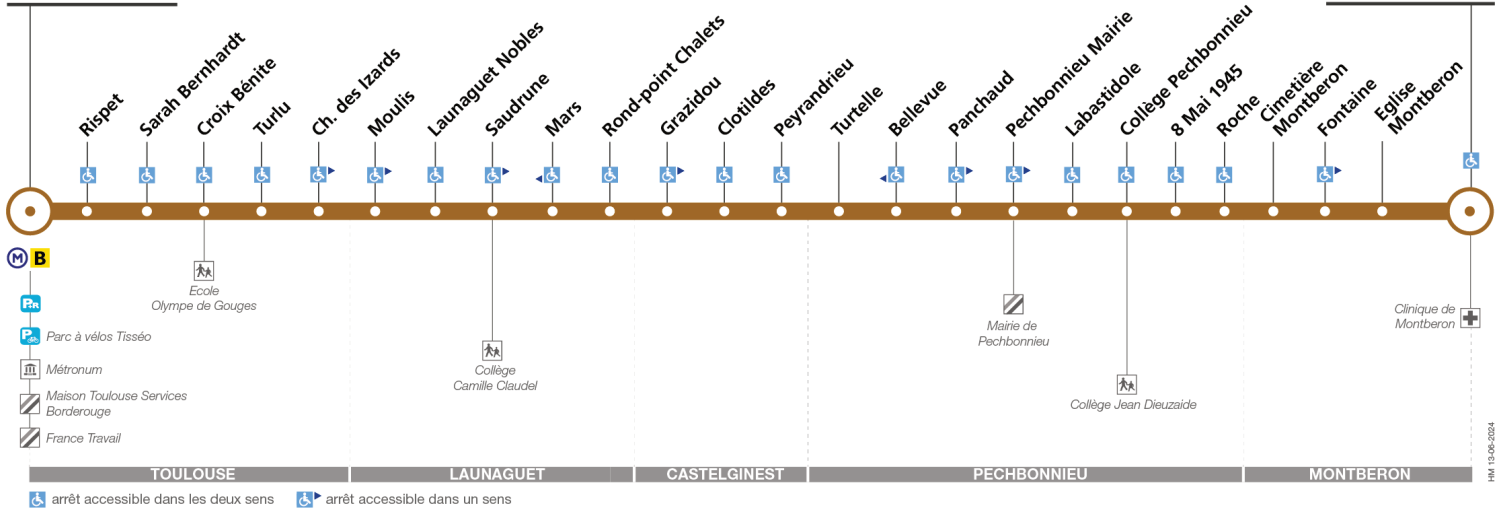 Rispet
Sarah Bernhardt
Croix Bénite
Turlu
Ch. des Izards
Moulis
Launaguet Nobles
Saudrune
Mars
Rond-point Chalets
Grazidou
Clotildes
Peyrandrieu
Turtelle
Bellevue
Panchaud
Pechbonnieu Mairie
Labastidole
Collège Pechbonnieu
8 Mai 1945
Roche
Cimetière
Montberon
Fontaine
Eglise
Montberon
M B
P+R
P
Parc à vélos Tisséo
Métronum
Maison Toulouse Services
Borderouge
France Travail
Ecole
Olympe de Gouges
Collège
Camille Claudel
Mairie de
Pechbonnieu
Collège Jean Dieuzaide
Clinique de
Montberon
TOULOUSE
LAUNAGUET
CASTELGINEST
PECHBONNIEU
MONTBERON
arrêt accessible dans les deux sens
arrêt accessible dans un sens
HM 13-06-2024